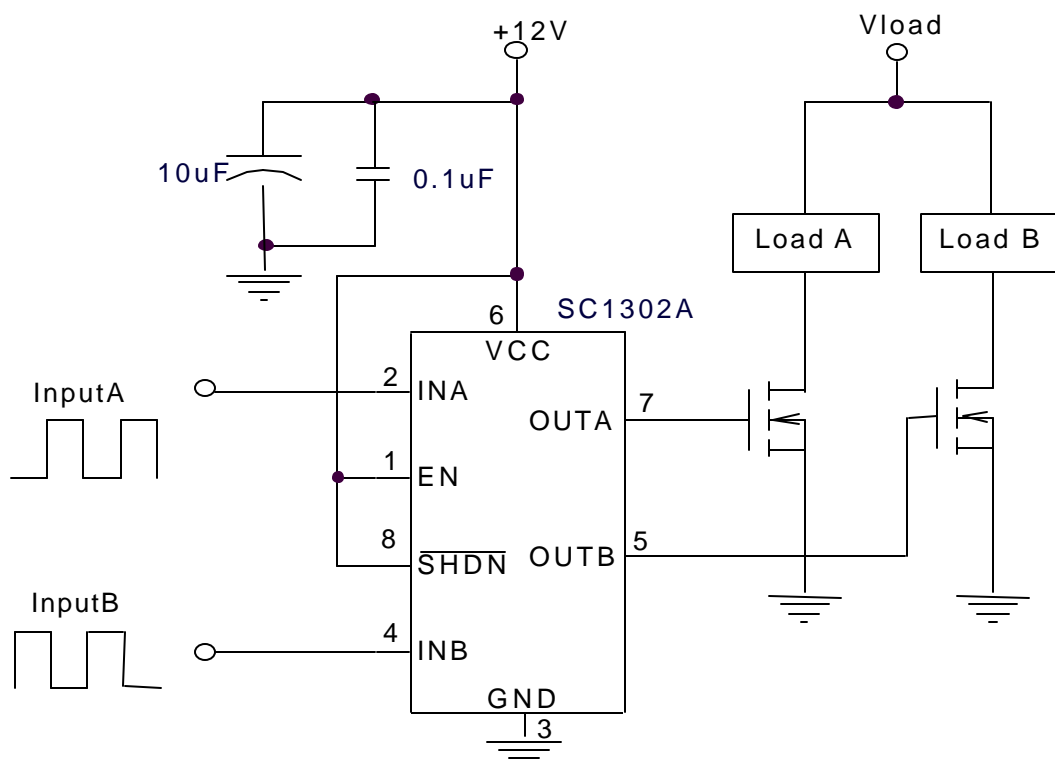 +12V
Vload
10uF
0.1uF
Load A
Load B
SC1302A
6
VCC
InputA
2
INA
OUTA
7
1
EN
8
SHDN
OUTB
5
InputB
4
INB
GND
3